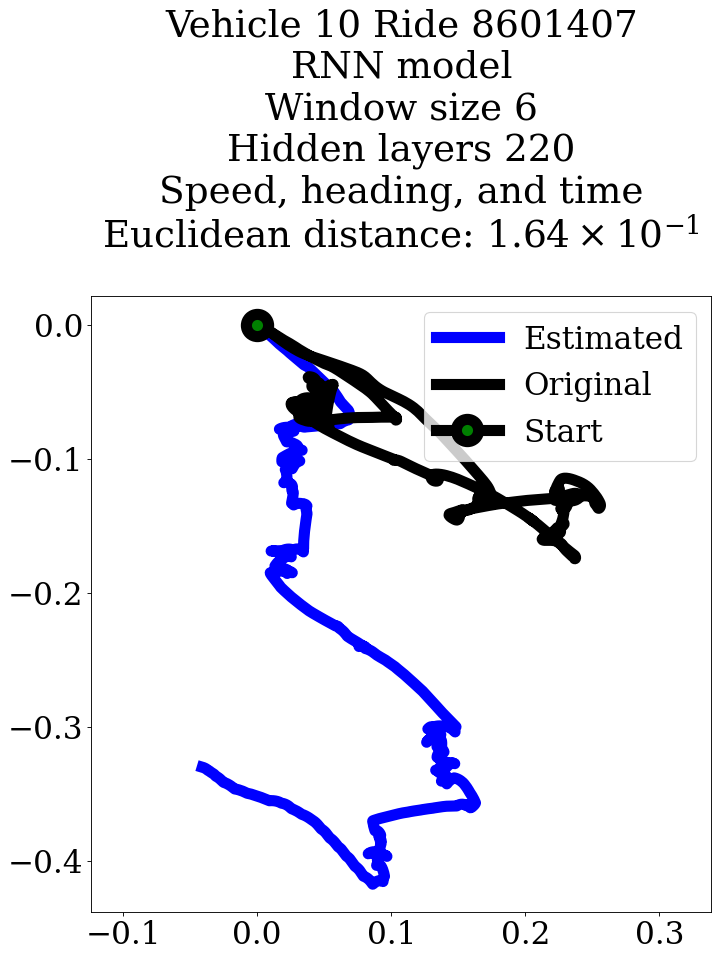 Vehicle 10 Ride 8601407
RNN model
Window size 6
Hidden layers 220
Speed, heading, and time
Euclidean distance: 1.64 × 10⁻¹
Estimated
Original
Start
0.0
−0.1
−0.2
−0.3
−0.4
−0.1 0.0 0.1 0.2 0.3